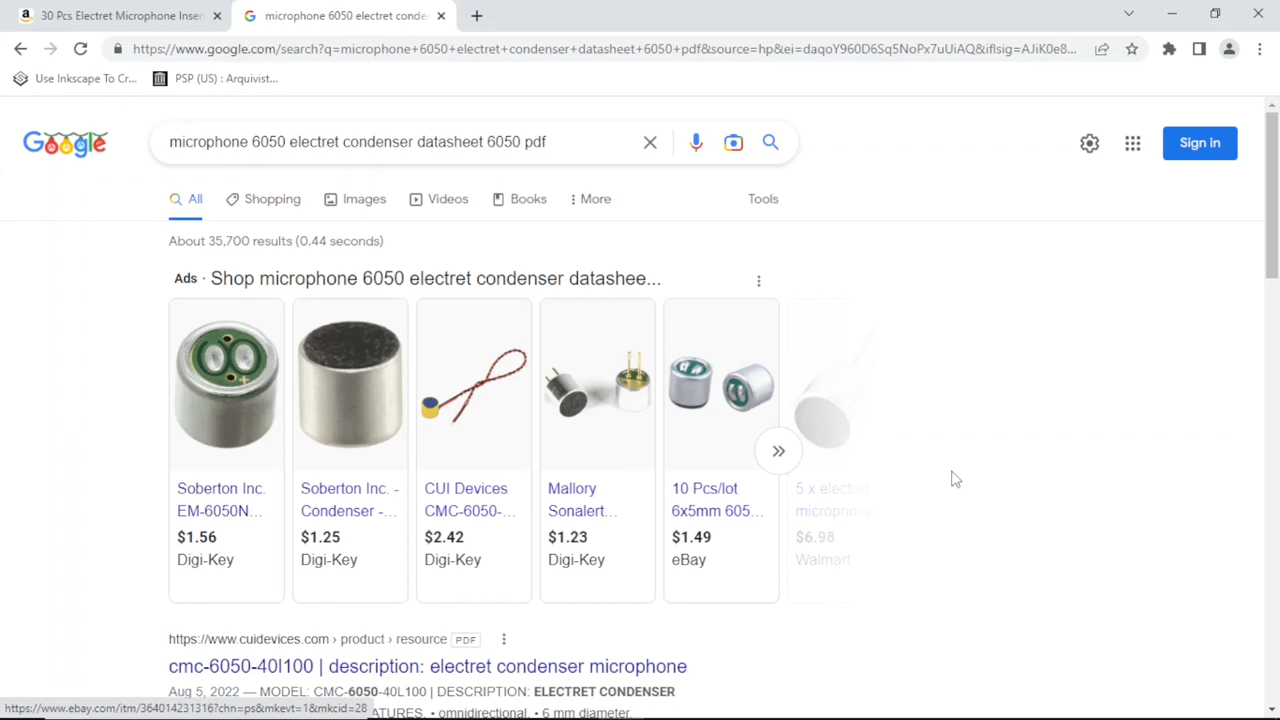 30 Pcs Electret Microphone Inser
microphone 6050 electret conde
https://www.google.com/search?q=microphone+6050+electret+condenser+datasheet+6050+pdf&source=hp&ei=daqoY960D6Sq5NoPx7uUiAQ&iflsig=AJiK0e8...
Use Inkscape To Cr...
PSP (US) : Arquivist...
Google
microphone 6050 electret condenser datasheet 6050 pdf
Sign in
All
Shopping
Images
Videos
Books
More
Tools
About 35,700 results (0.44 seconds)
Ads · Shop microphone 6050 electret condenser datashee...
Soberton Inc.
EM-6050N...
$1.56
Digi-Key
Soberton Inc. -
Condenser -...
$1.25
Digi-Key
CUI Devices
CMC-6050-...
$2.42
Digi-Key
Mallory
Sonalert...
$1.23
Digi-Key
10 Pcs/lot
6x5mm 605...
$1.49
eBay
5 x electret
microphone
$6.98
Walmart
https://www.cuidevices.com › product › resource PDF
cmc-6050-40l100 | description: electret condenser microphone
Aug 5, 2022 — MODEL: CMC-6050-40L100 | DESCRIPTION: ELECTRET CONDENSER
ATURES. • omnidirectional. • 6 mm diameter.
https://www.ebay.com/itm/364014231316?chn=ps&mkevt=1&mkcid=28